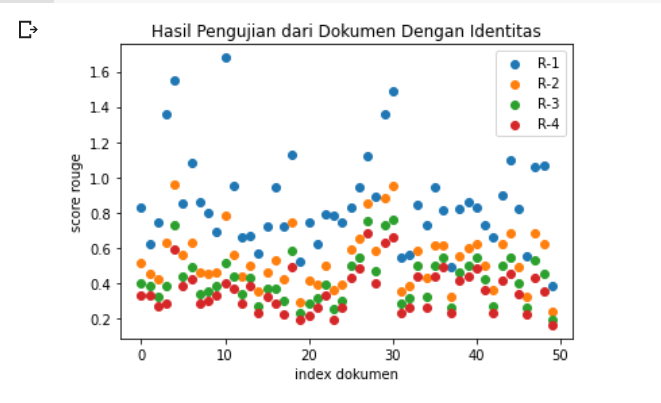 Hasil Pengujian dari Dokumen Dengan Identitas
R-1
R-2
R-3
R-4
1.6
1.4
1.2
1.0
0.8
0.6
0.4
0.2
score rouge
0 10 20 30 40 50
index dokumen